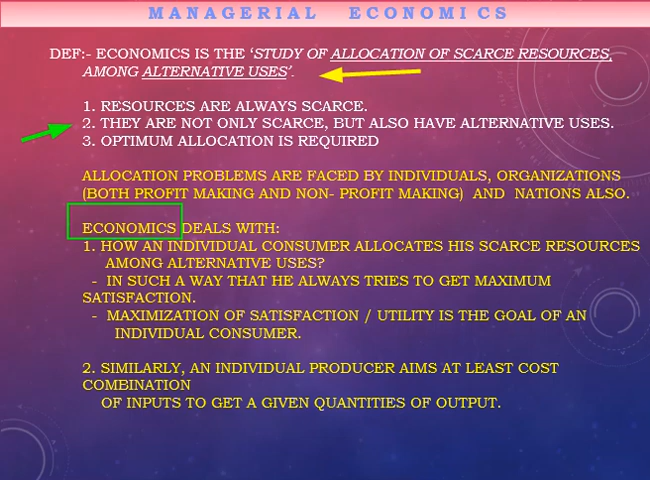 MANAGERIAL ECONOMICS
DEF:- ECONOMICS IS THE ‘STUDY OF ALLOCATION OF SCARCE RESOURCES,
AMONG ALTERNATIVE USES’.
1. RESOURCES ARE ALWAYS SCARCE.
2. THEY ARE NOT ONLY SCARCE, BUT ALSO HAVE ALTERNATIVE USES.
3. OPTIMUM ALLOCATION IS REQUIRED
ALLOCATION PROBLEMS ARE FACED BY INDIVIDUALS, ORGANIZATIONS
(BOTH PROFIT MAKING AND NON- PROFIT MAKING) AND NATIONS ALSO.
ECONOMICS DEALS WITH:
1. HOW AN INDIVIDUAL CONSUMER ALLOCATES HIS SCARCE RESOURCES
AMONG ALTERNATIVE USES?
- IN SUCH A WAY THAT HE ALWAYS TRIES TO GET MAXIMUM
SATISFACTION.
- MAXIMIZATION OF SATISFACTION / UTILITY IS THE GOAL OF AN
INDIVIDUAL CONSUMER.
2. SIMILARLY, AN INDIVIDUAL PRODUCER AIMS AT LEAST COST
COMBINATION
OF INPUTS TO GET A GIVEN QUANTITIES OF OUTPUT.